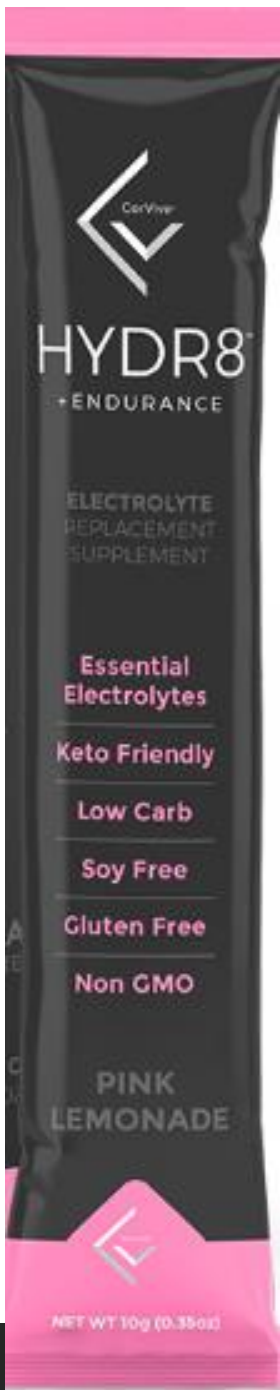 CorVive
HYDR8™
+ENDURANCE
ELECTROLYTE
REPLACEMENT
SUPPLEMENT
Essential
Electrolytes
Keto Friendly
Low Carb
Soy Free
Gluten Free
Non GMO
PINK
LEMONADE
NET WT 10g (0.35oz)